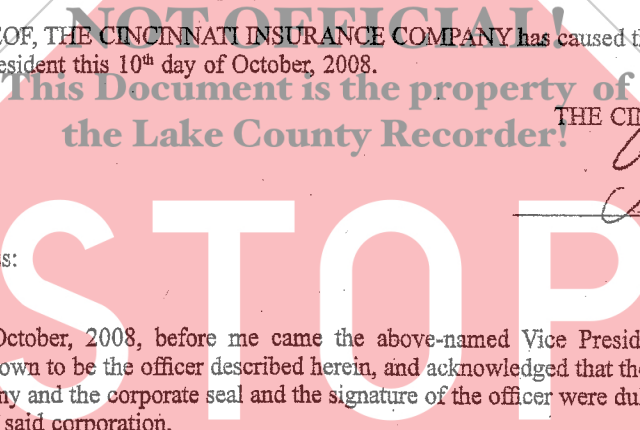 NOT OFFICIAL!
EOF, THE CINCINNATI INSURANCE COMPANY has caused
esident this 10th day of October, 2008.
This Document is the property of
the Lake County Recorder!
THE CIN
STOP
ss:
October, 2008, before me came the above-named Vice Presid
own to be the officer described herein, and acknowledged that the
ny and the corporate seal and the signature of the officer were du
said corporation.